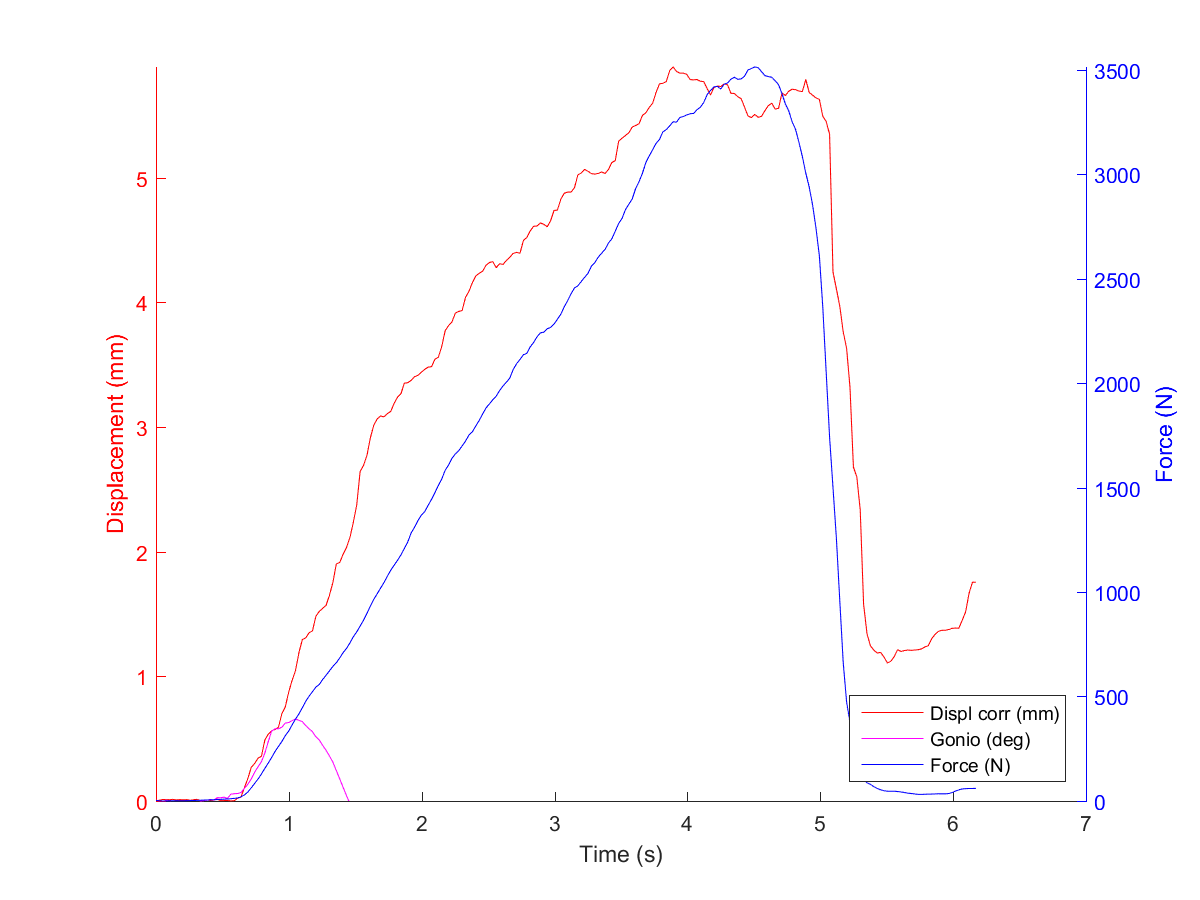 5
4
3
2
1
0
Displacement (mm)
3500
3000
2500
2000
1500
1000
500
0
Force (N)
Displ corr (mm)
Gonio (deg)
Force (N)
0 1 2 3 4 5 6 7
Time (s)